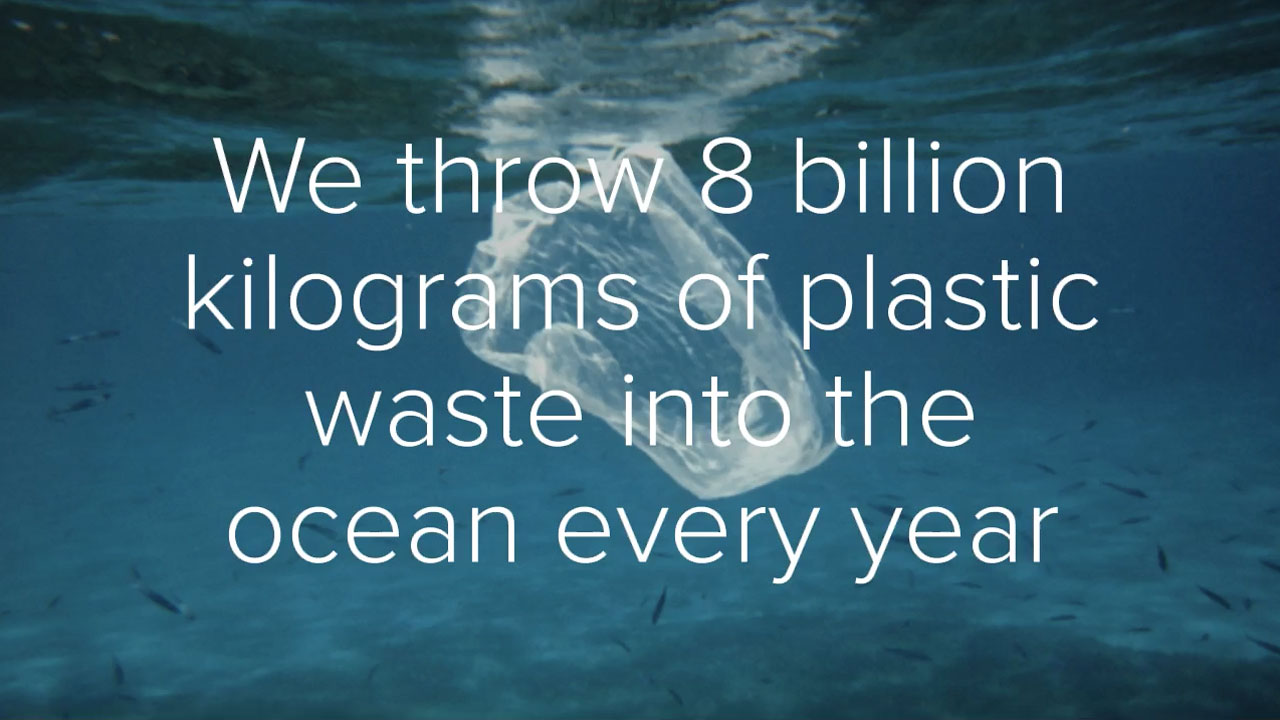 We throw 8 billion
kilograms of plastic
waste into the
ocean every year